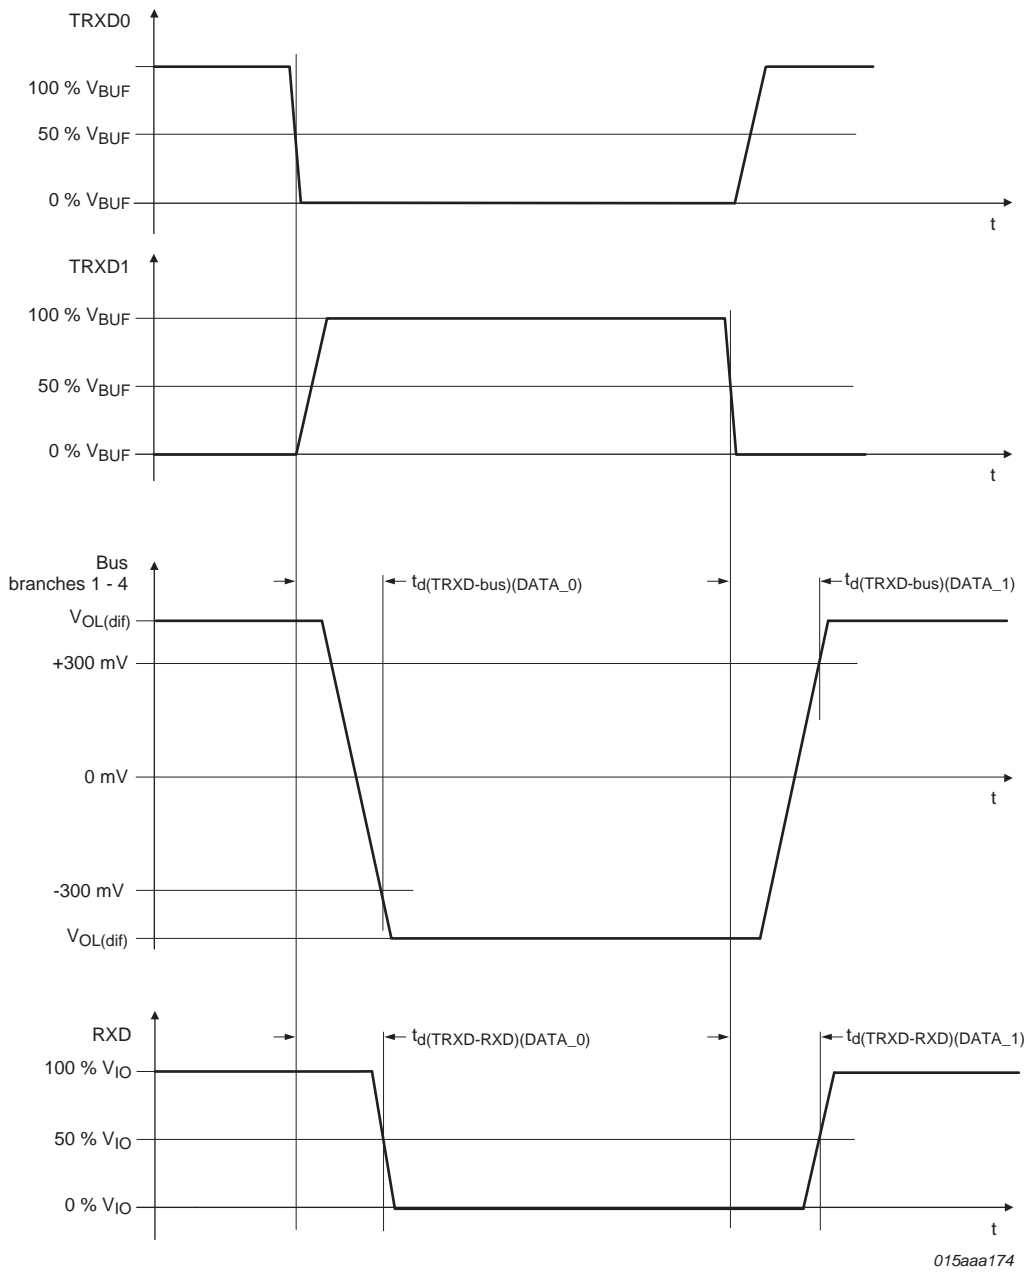 TRXD0
100 % VBUF
50 % VBUF
0 % VBUF
t
TRXD1
100 % VBUF
50 % VBUF
0 % VBUF
t
Bus
branches 1 - 4
td(TRXD-bus)(DATA_0)
td(TRXD-bus)(DATA_1)
VOL(dif)
+300 mV
0 mV
t
-300 mV
VOL(dif)
RXD
td(TRXD-RXD)(DATA_0)
td(TRXD-RXD)(DATA_1)
100 % VIO
50 % VIO
0 % VIO
t
015aaa174